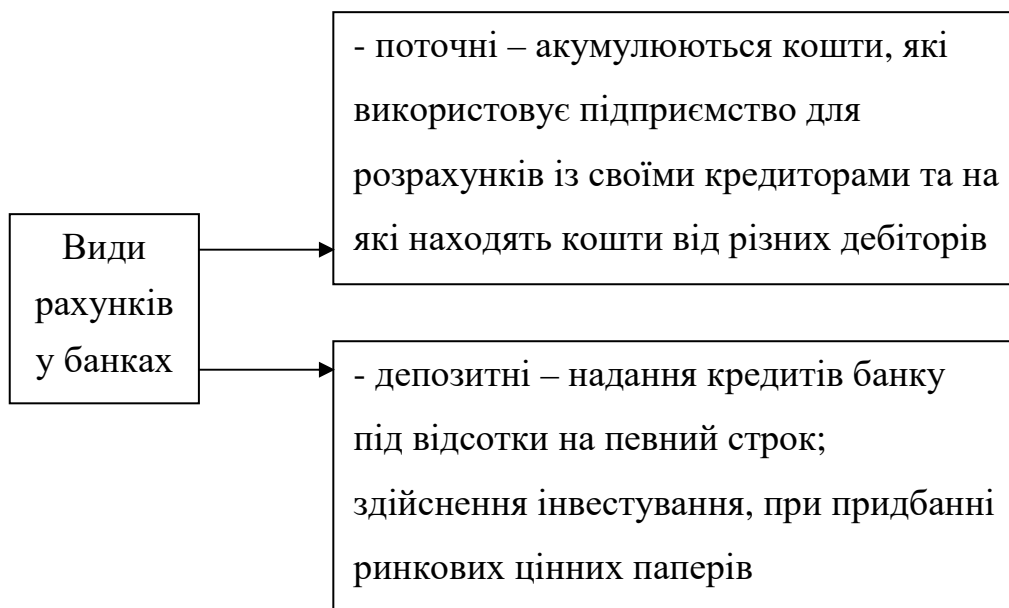 - поточні – акумулюються кошти, які
використовує підприємство для
розрахунків із своїми кредиторами та на
які находять кошти від різних дебіторів
Види
рахунків
у банках
- депозитні – надання кредитів банку
під відсотки на певний строк;
здійснення інвестування, при придбанні
ринкових цінних паперів